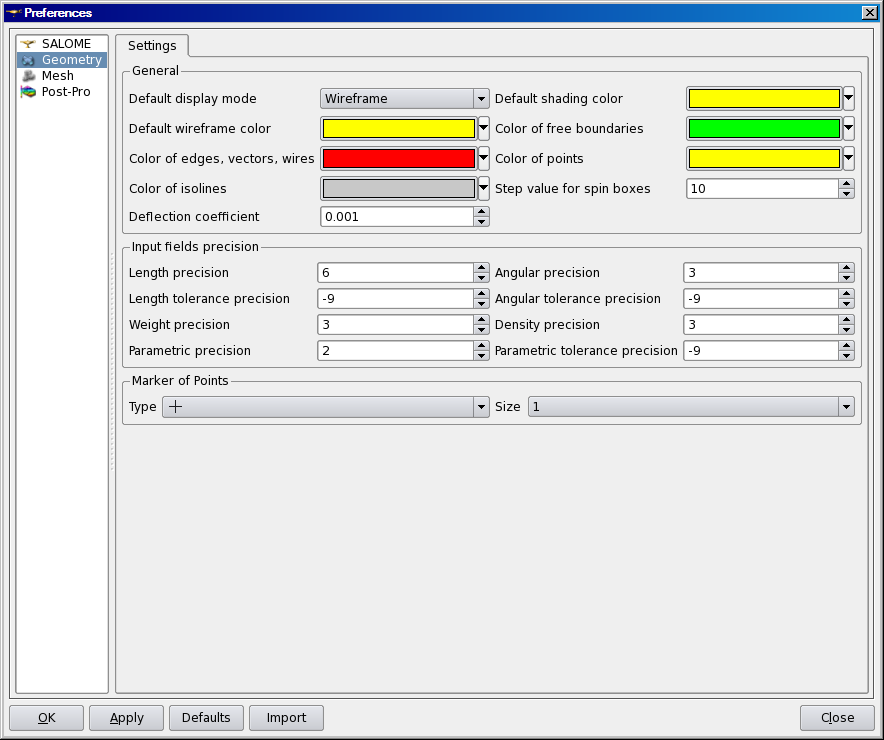 Preferences
SALOME
Geometry
Mesh
Post-Pro
Settings
General
Default display mode Wireframe Default shading color
Default wireframe color Color of free boundaries
Color of edges, vectors, wires Color of points
Color of isolines Step value for spin boxes 10
Deflection coefficient 0.001
Input fields precision
Length precision 6 Angular precision 3
Length tolerance precision -9 Angular tolerance precision -9
Weight precision 3 Density precision 3
Parametric precision 2 Parametric tolerance precision -9
Marker of Points
Type Size 1
OK Apply Defaults Import Close